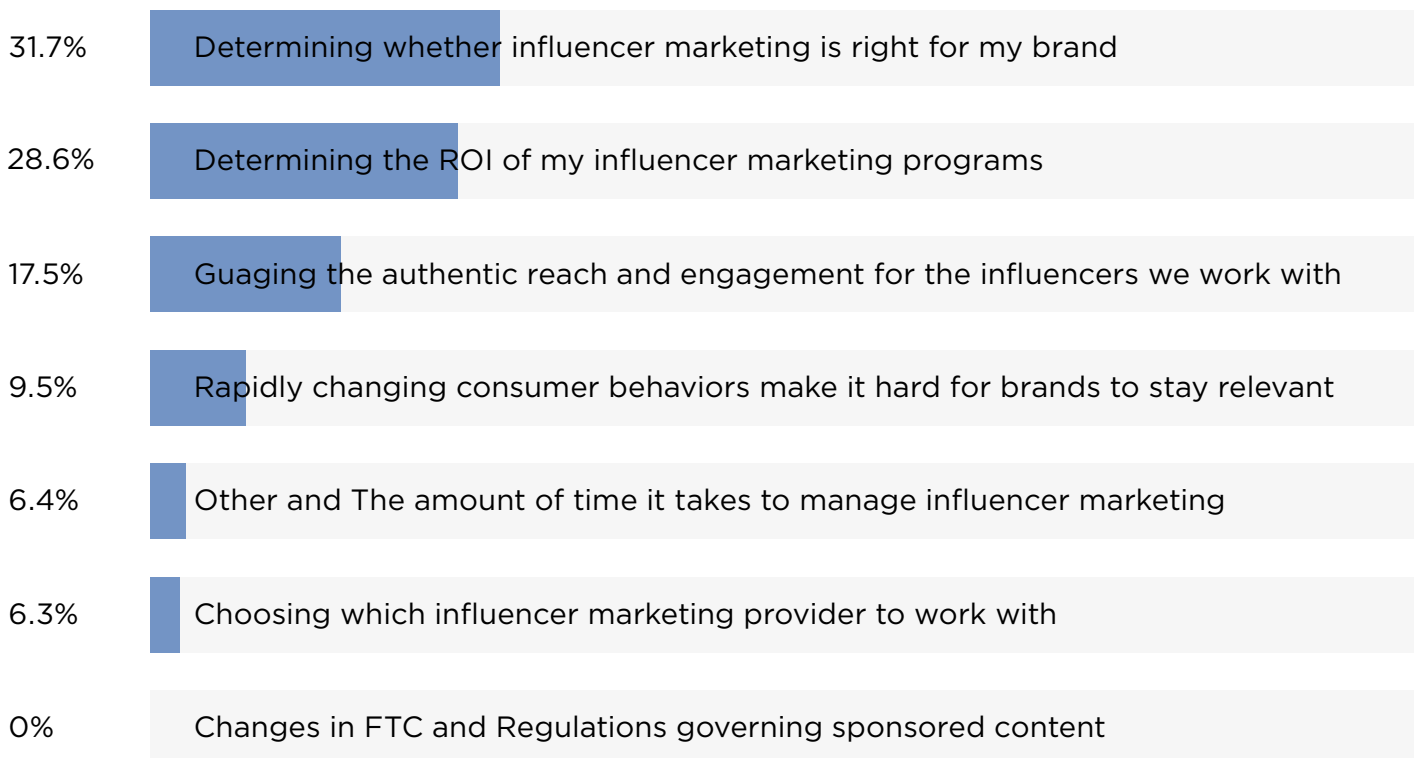 31.7% Determining whether influencer marketing is right for my brand
28.6% Determining the ROI of my influencer marketing programs
17.5% Guaging the authentic reach and engagement for the influencers we work with
9.5% Rapidly changing consumer behaviors make it hard for brands to stay relevant
6.4% Other and The amount of time it takes to manage influencer marketing
6.3% Choosing which influencer marketing provider to work with
0% Changes in FTC and Regulations governing sponsored content